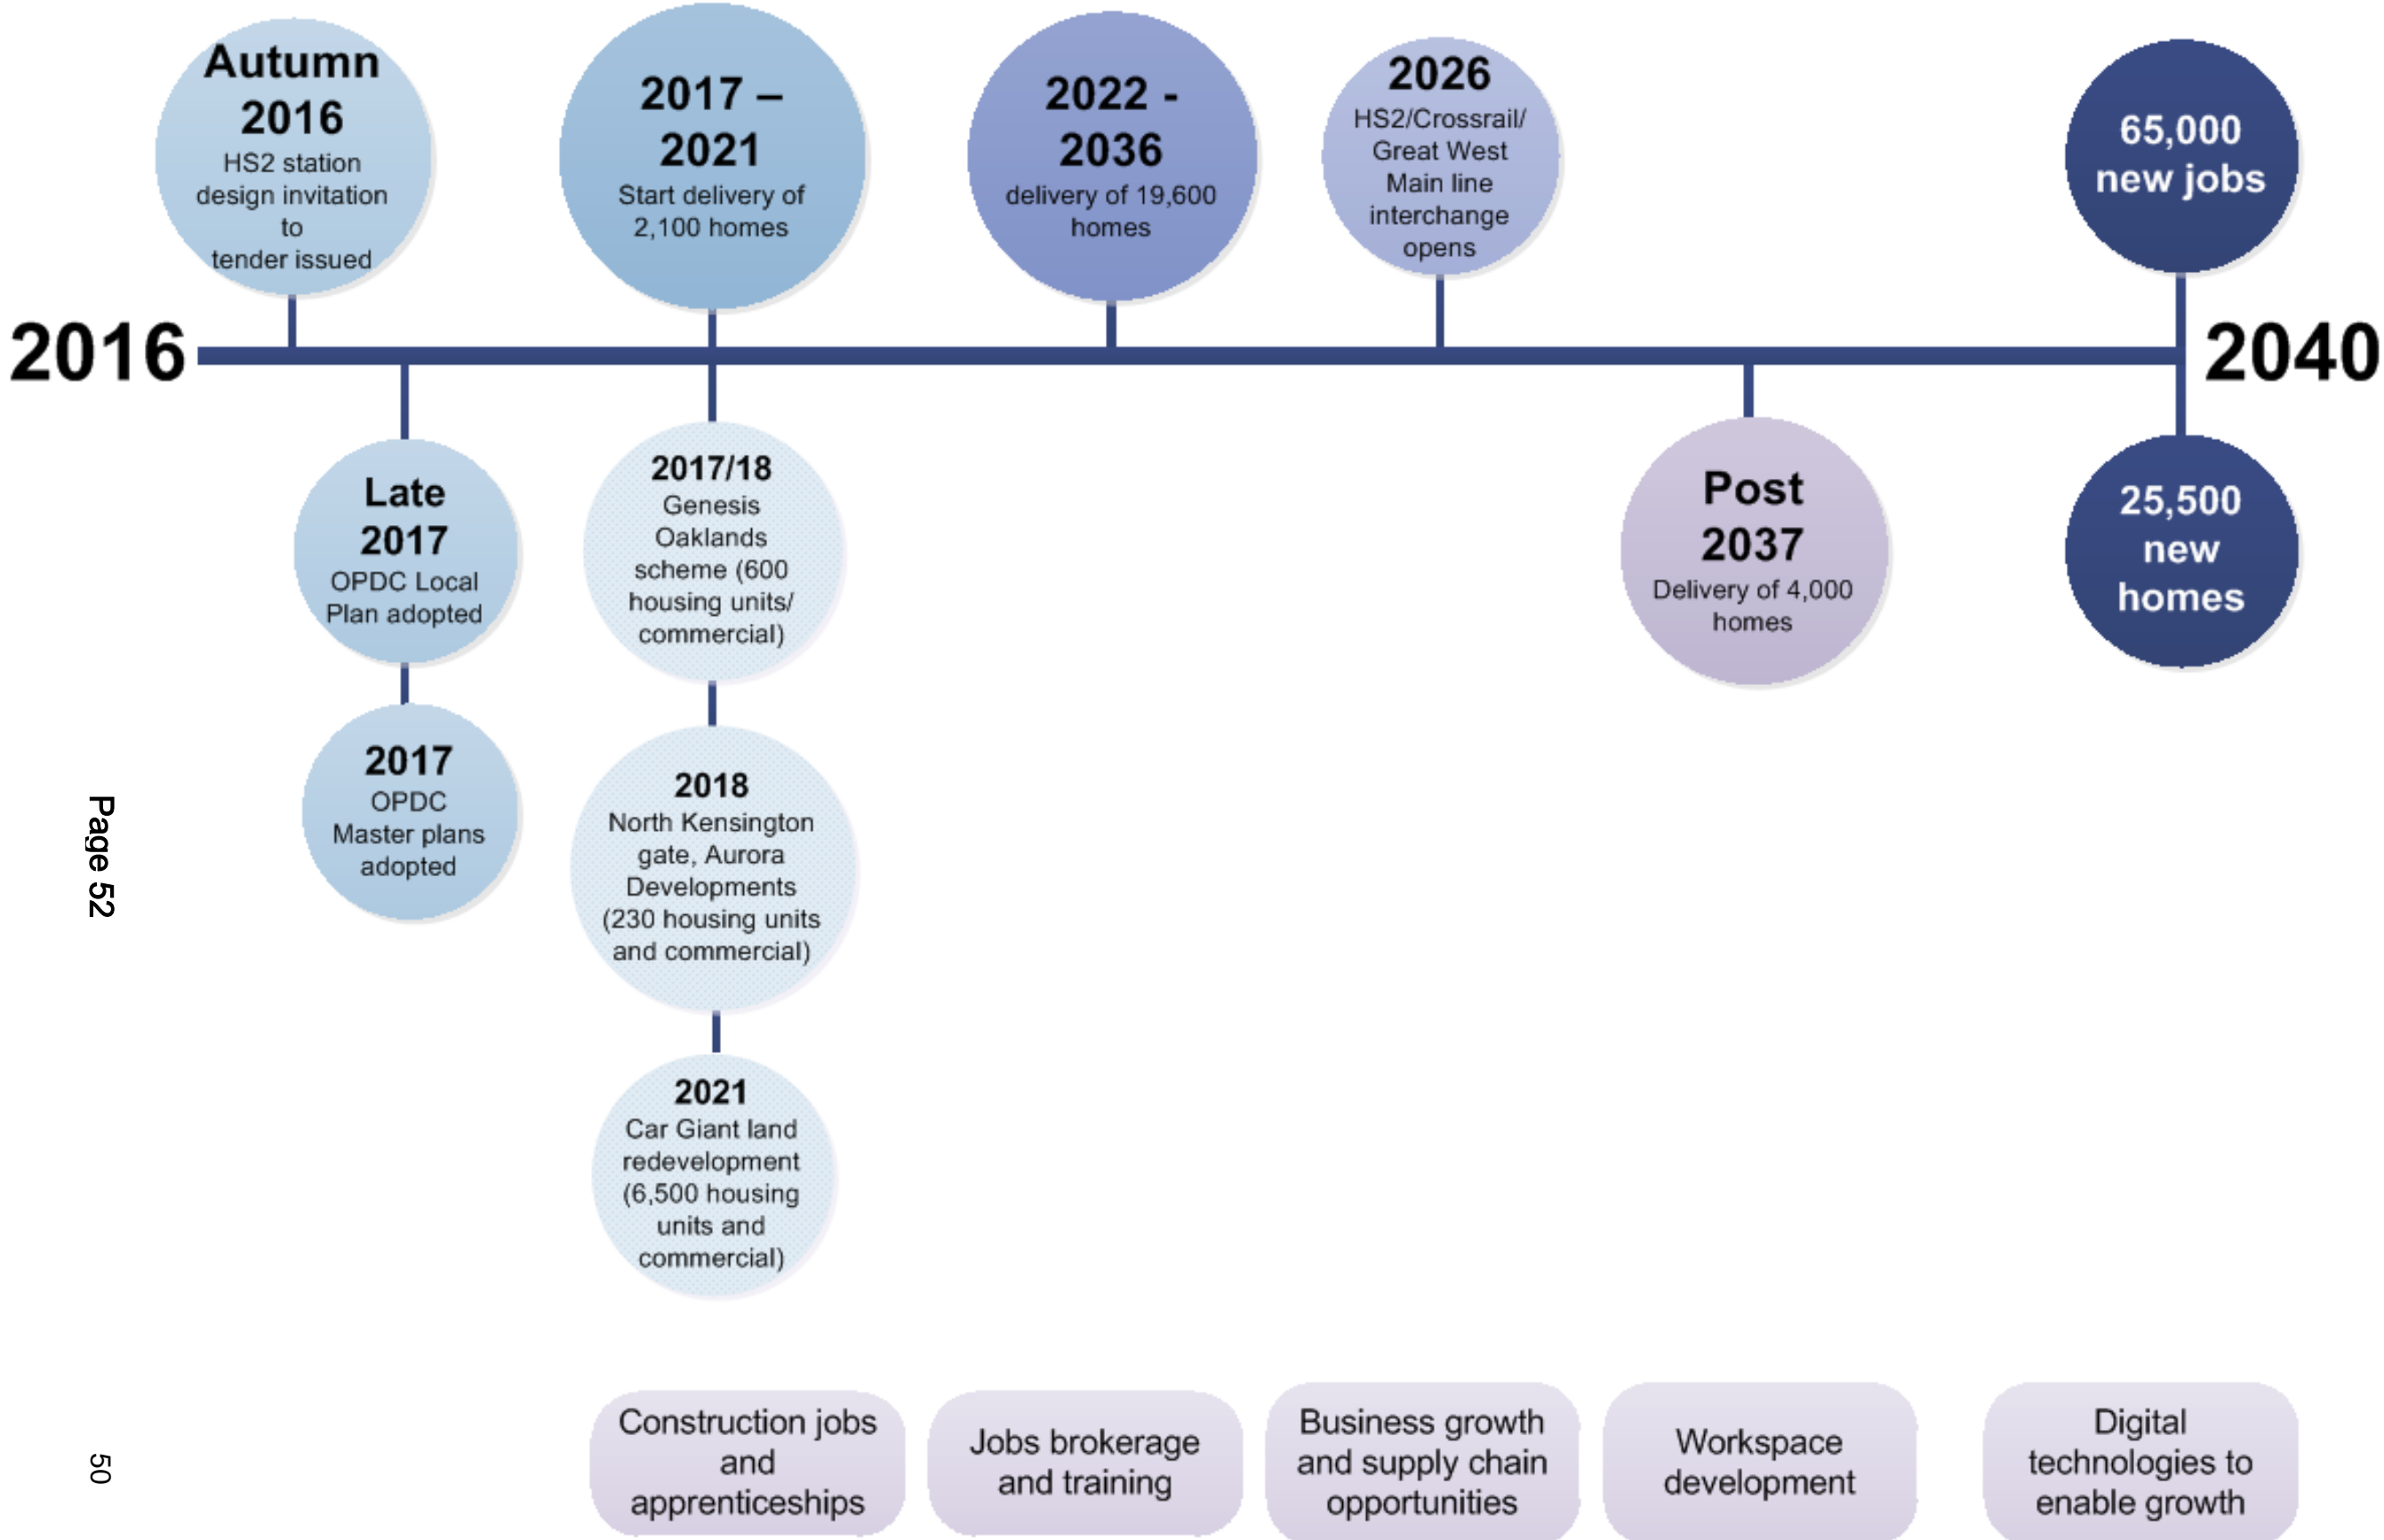 Autumn
2016
HS2 station
design invitation
to
tender issued
2017 –
2021
Start delivery of
2,100 homes
2022 -
2036
delivery of 19,600
homes
2026
HS2/Crossrail/
Great West
Main line
interchange
opens
65,000
new jobs
2016
2040
Late
2017
OPDC Local
Plan adopted
2017
OPDC
Master plans
adopted
2017/18
Genesis
Oaklands
scheme (600
housing units/
commercial)
2018
North Kensington
gate, Aurora
Developments
(230 housing units
and commercial)
2021
Car Giant land
redevelopment
(6,500 housing
units and
commercial)
Post
2037
Delivery of 4,000
homes
25,500
new
homes
Construction jobs
and
apprenticeships
Jobs brokerage
and training
Business growth
and supply chain
opportunities
Workspace
development
Digital
technologies to
enable growth
Page 52
50